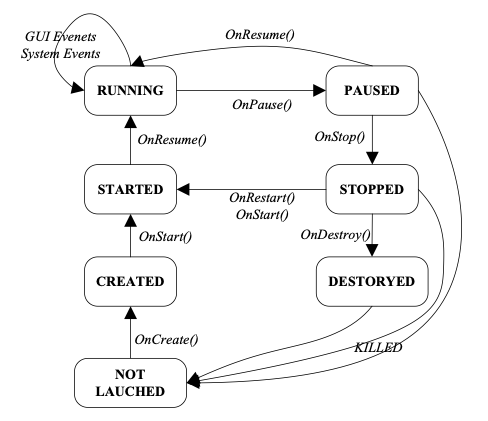 GUI Evenets
System Events
OnResume()
RUNNING
OnPause()
PAUSED
OnResume()
OnStop()
STARTED
OnRestart()
OnStart()
STOPPED
OnStart()
OnDestroy()
CREATED
DESTORYED
OnCreate()
KILLED
NOT
LAUCHED